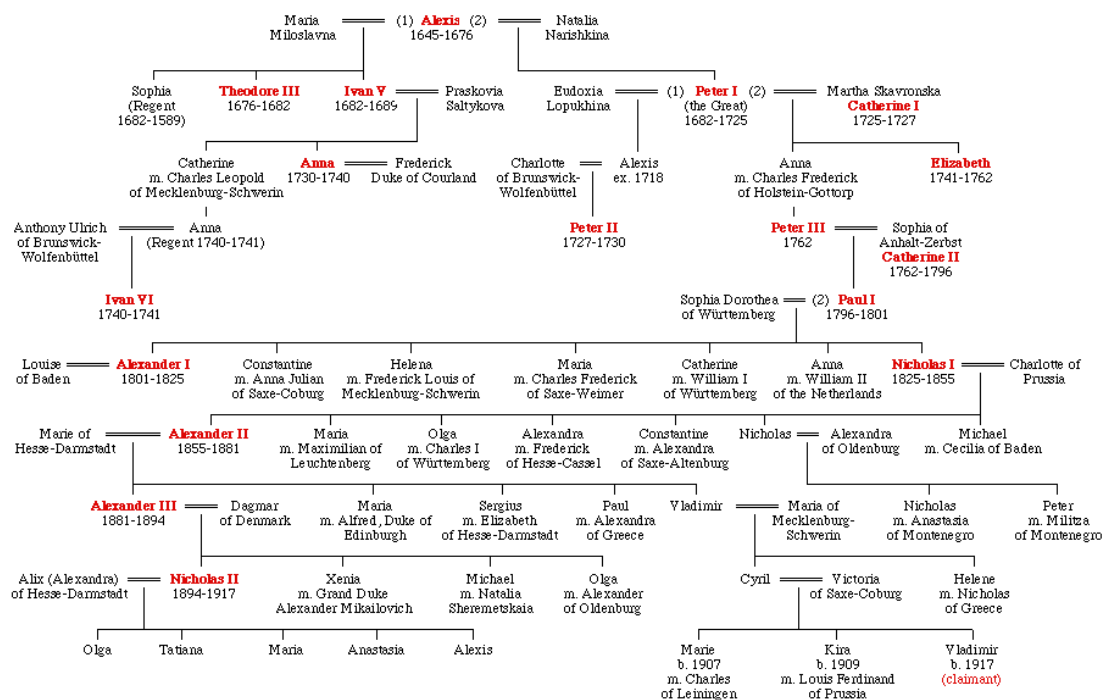 Maria
Miloslavna
(1) Alexis (2)
1645-1676
Natalia
Narishkina
Sophia
(Regent
1682-1589)
Theodore III
1676-1682
Ivan V
1682-1689
Praskovia
Saltykova
Eudoxia
Lopukhina
(1) Peter I (2)
(the Great)
1682-1725
Martha Skavronska
Catherine I
1725-1727
Catherine
m. Charles Leopold
of Mecklenburg-Schwerin
Anna
1730-1740
Frederick
Duke of Courland
Charlotte
of Brunswick-
Wolfenbüttel
Alexis
ex. 1718
Anna
m. Charles Frederick
of Holstein-Gottorp
Elizabeth
1741-1762
Anthony Ulrich
of Brunswick-
Wolfenbüttel
Anna
(Regent 1740-1741)
Peter II
1727-1730
Peter III
1762
Sophia of
Anhalt-Zerbst
Catherine II
1762-1796
Ivan VI
1740-1741
Sophia Dorothea
of Württemberg
(2) Paul I
1796-1801
Louise
of Baden
Alexander I
1801-1825
Constantine
m. Anna Julian
of Saxe-Coburg
Helena
m. Frederick Louis of
Mecklenburg-Schwerin
Maria
m. Charles Frederick
of Saxe-Weimer
Catherine
m. William I
of Württemberg
Anna
m. William II
of the Netherlands
Nicholas I
1825-1855
Charlotte of
Prussia
Marie of
Hesse-Darmstadt
Alexander II
1855-1881
Maria
m. Maximilian of
Leuchtenberg
Olga
m. Charles I
of Württemberg
Alexandra
m. Frederick
of Hesse-Cassel
Constantine
m. Alexandra
of Saxe-Altenburg
Nicholas
Alexandra
of Oldenburg
Michael
m. Cecilia of Baden
Alexander III
1881-1894
Dagmar
of Denmark
Maria
m. Alfred, Duke of
Edinburgh
Sergius
m. Elizabeth
of Hesse-Darmstadt
Paul
m. Alexandra
of Greece
Vladimir
Maria of
Mecklenburg-
Schwerin
Nicholas
m. Anastasia
of Montenegro
Peter
m. Militza
of Montenegro
Alix (Alexandra)
of Hesse-Darmstadt
Nicholas II
1894-1917
Xenia
m. Grand Duke
Alexander Mikailovich
Michael
m. Natalia
Sheremetskaia
Olga
m. Alexander
of Oldenburg
Cyril
Victoria
of Saxe-Coburg
Helene
m. Nicholas
of Greece
Olga
Tatiana
Maria
Anastasia
Alexis
Marie
b. 1907
m. Charles
of Leiningen
Kira
b. 1909
m. Louis Ferdinand
of Prussia
Vladimir
b. 1917
(claimant)